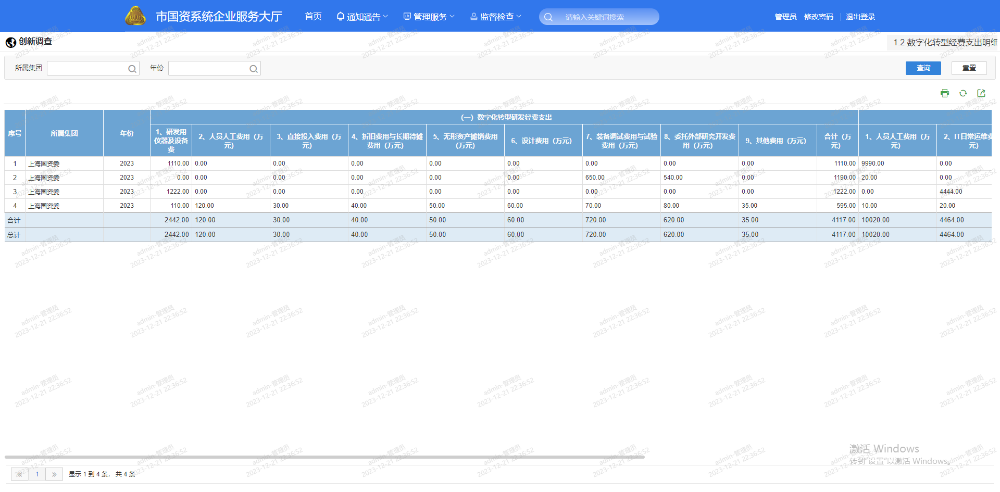 市国资系统企业服务大厅 首页 通知通告 管理服务 监督检查 请输入关键词搜索 管理员 修改密码 退出登录
创新调查 1.2 数字化转型经费支出明细
所属集团 年份 查询 重置
序号 所属集团 年份 (一) 数字化转型研发经费支出
1、研发用仪器及设备费 2、人员人工费用（万元） 3、直接投入费用（万元） 4、折旧费用与长期待摊费用（万元） 5、无形资产摊销费用（万元） 6、设计费用（万元） 7、装备调试费用与试验费用（万元） 8、委托外部研究开发费用（万元） 9、其他费用（万元） 合计（万元） 1、人员人工费用（万元） 2、IT日常运维费 元）
1 上海国资委 2023 1110.00 0.00 0.00 0.00 0.00 0.00 0.00 0.00 0.00 1110.00 9990.00 0.00
2 上海国资委 2023 0.00 0.00 0.00 0.00 0.00 0.00 650.00 540.00 0.00 1190.00 20.00 0.00
3 上海国资委 2023 1222.00 0.00 0.00 0.00 0.00 0.00 0.00 0.00 0.00 1222.00 0.00 4444.00
4 上海国资委 2023 110.00 120.00 30.00 40.00 50.00 60.00 70.00 80.00 35.00 595.00 10.00 20.00
合计 2442.00 120.00 30.00 40.00 50.00 60.00 720.00 620.00 35.00 4117.00 10020.00 4464.00
总计 2442.00 120.00 30.00 40.00 50.00 60.00 720.00 620.00 35.00 4117.00 10020.00 4464.00
admin-管理员
2023-12-21 22:36:52
激活 Windows
转到"设置"以激活 Windows。
« 1 » 显示 1 到 4 条， 共 4 条